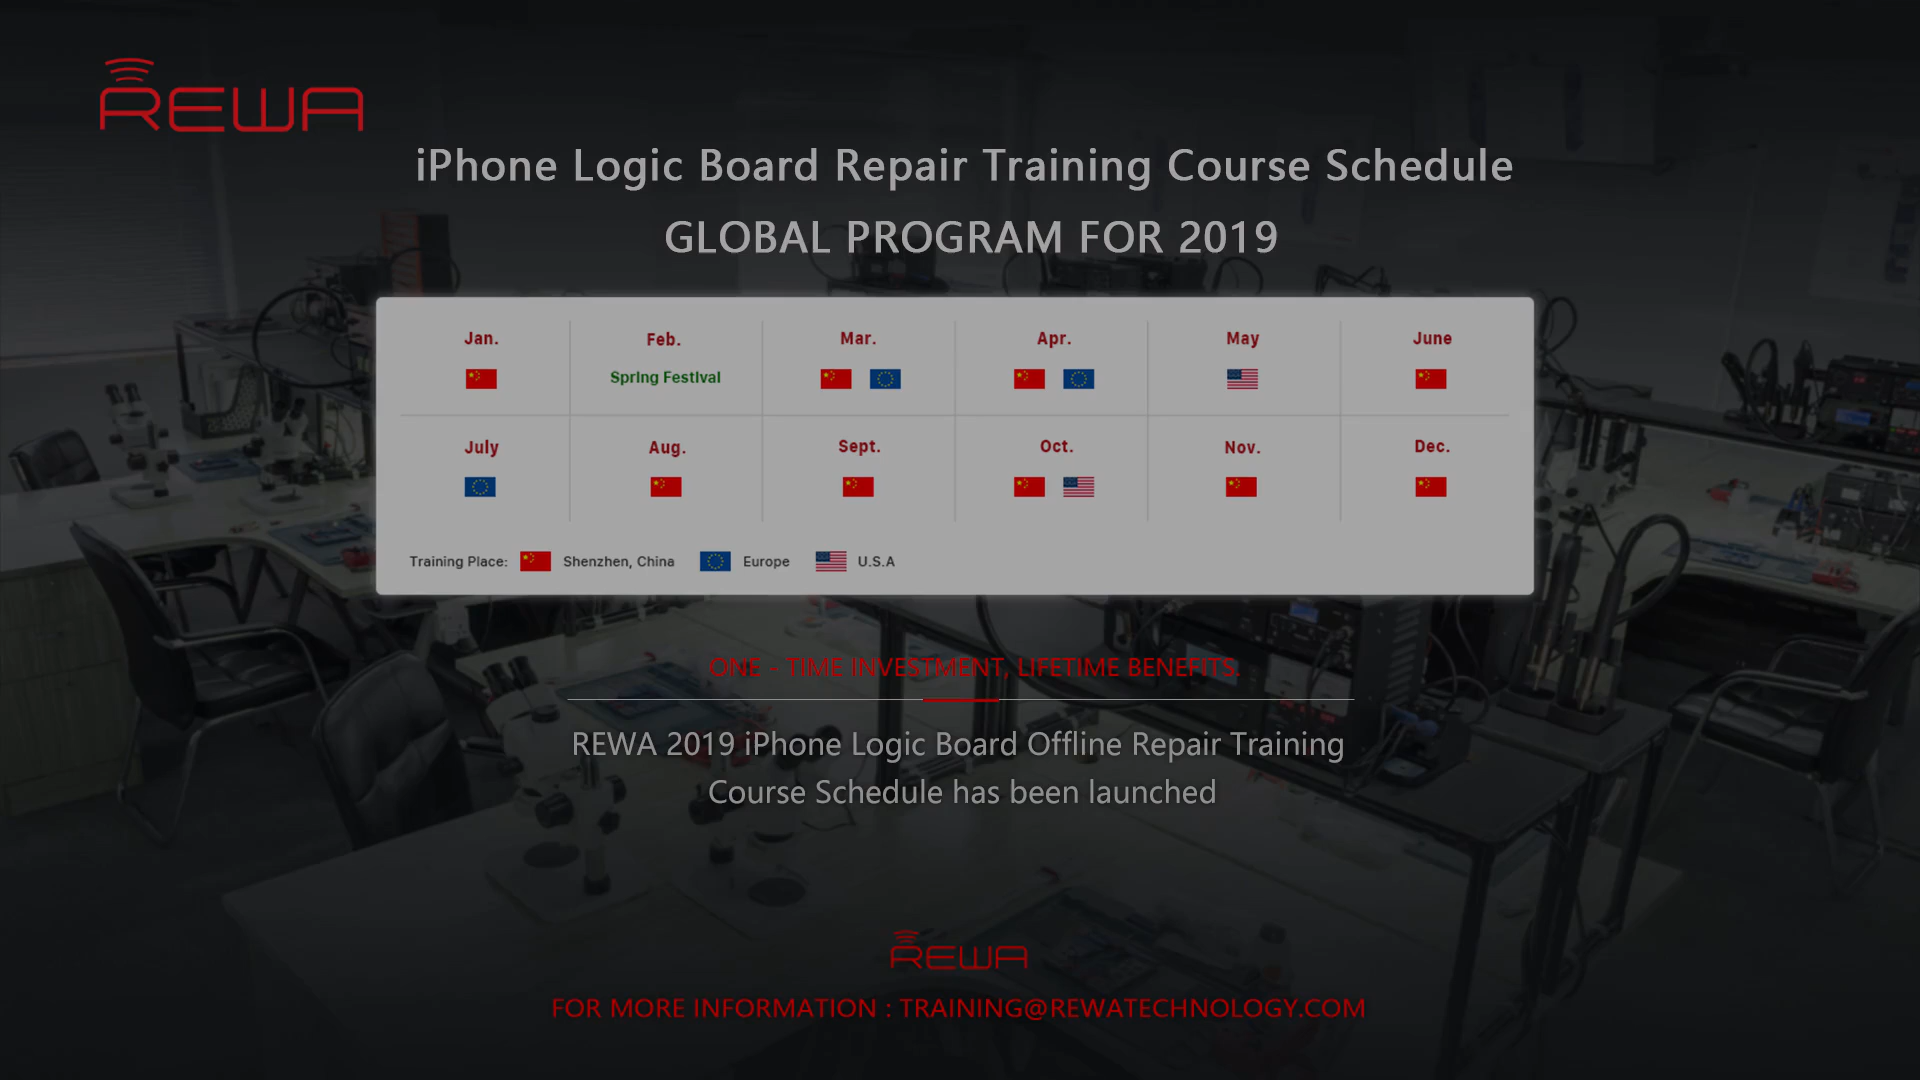 REWA
iPhone Logic Board Repair Training Course Schedule
GLOBAL PROGRAM FOR 2019
Jan. Feb. Mar. Apr. May June
Spring Festival
July Aug. Sept. Oct. Nov. Dec.
Training Place: Shenzhen, China Europe U.S.A
ONE - TIME INVESTMENT, LIFETIME BENEFITS.
REWA 2019 iPhone Logic Board Offline Repair Training
Course Schedule has been launched
REWA
FOR MORE INFORMATION : TRAINING@REWATECHNOLOGY.COM